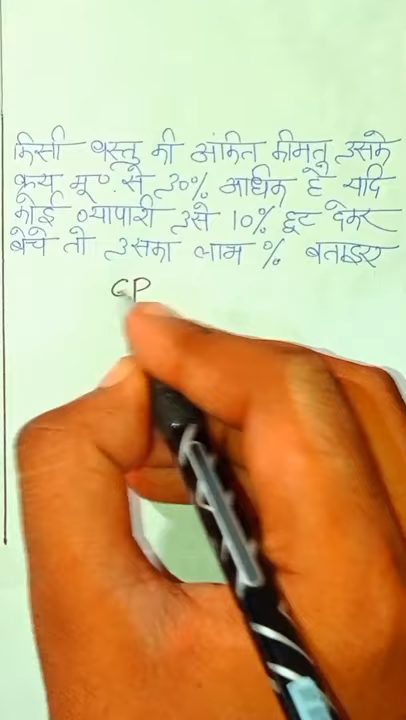 किसी वस्तु की अंकित कीमत उसके
क्रय मू०. से 30% अधिक है यदि
कोई व्यापारी उसे 10% छूट देकर
बेचे तो उसका लाभ % बताइए
CP